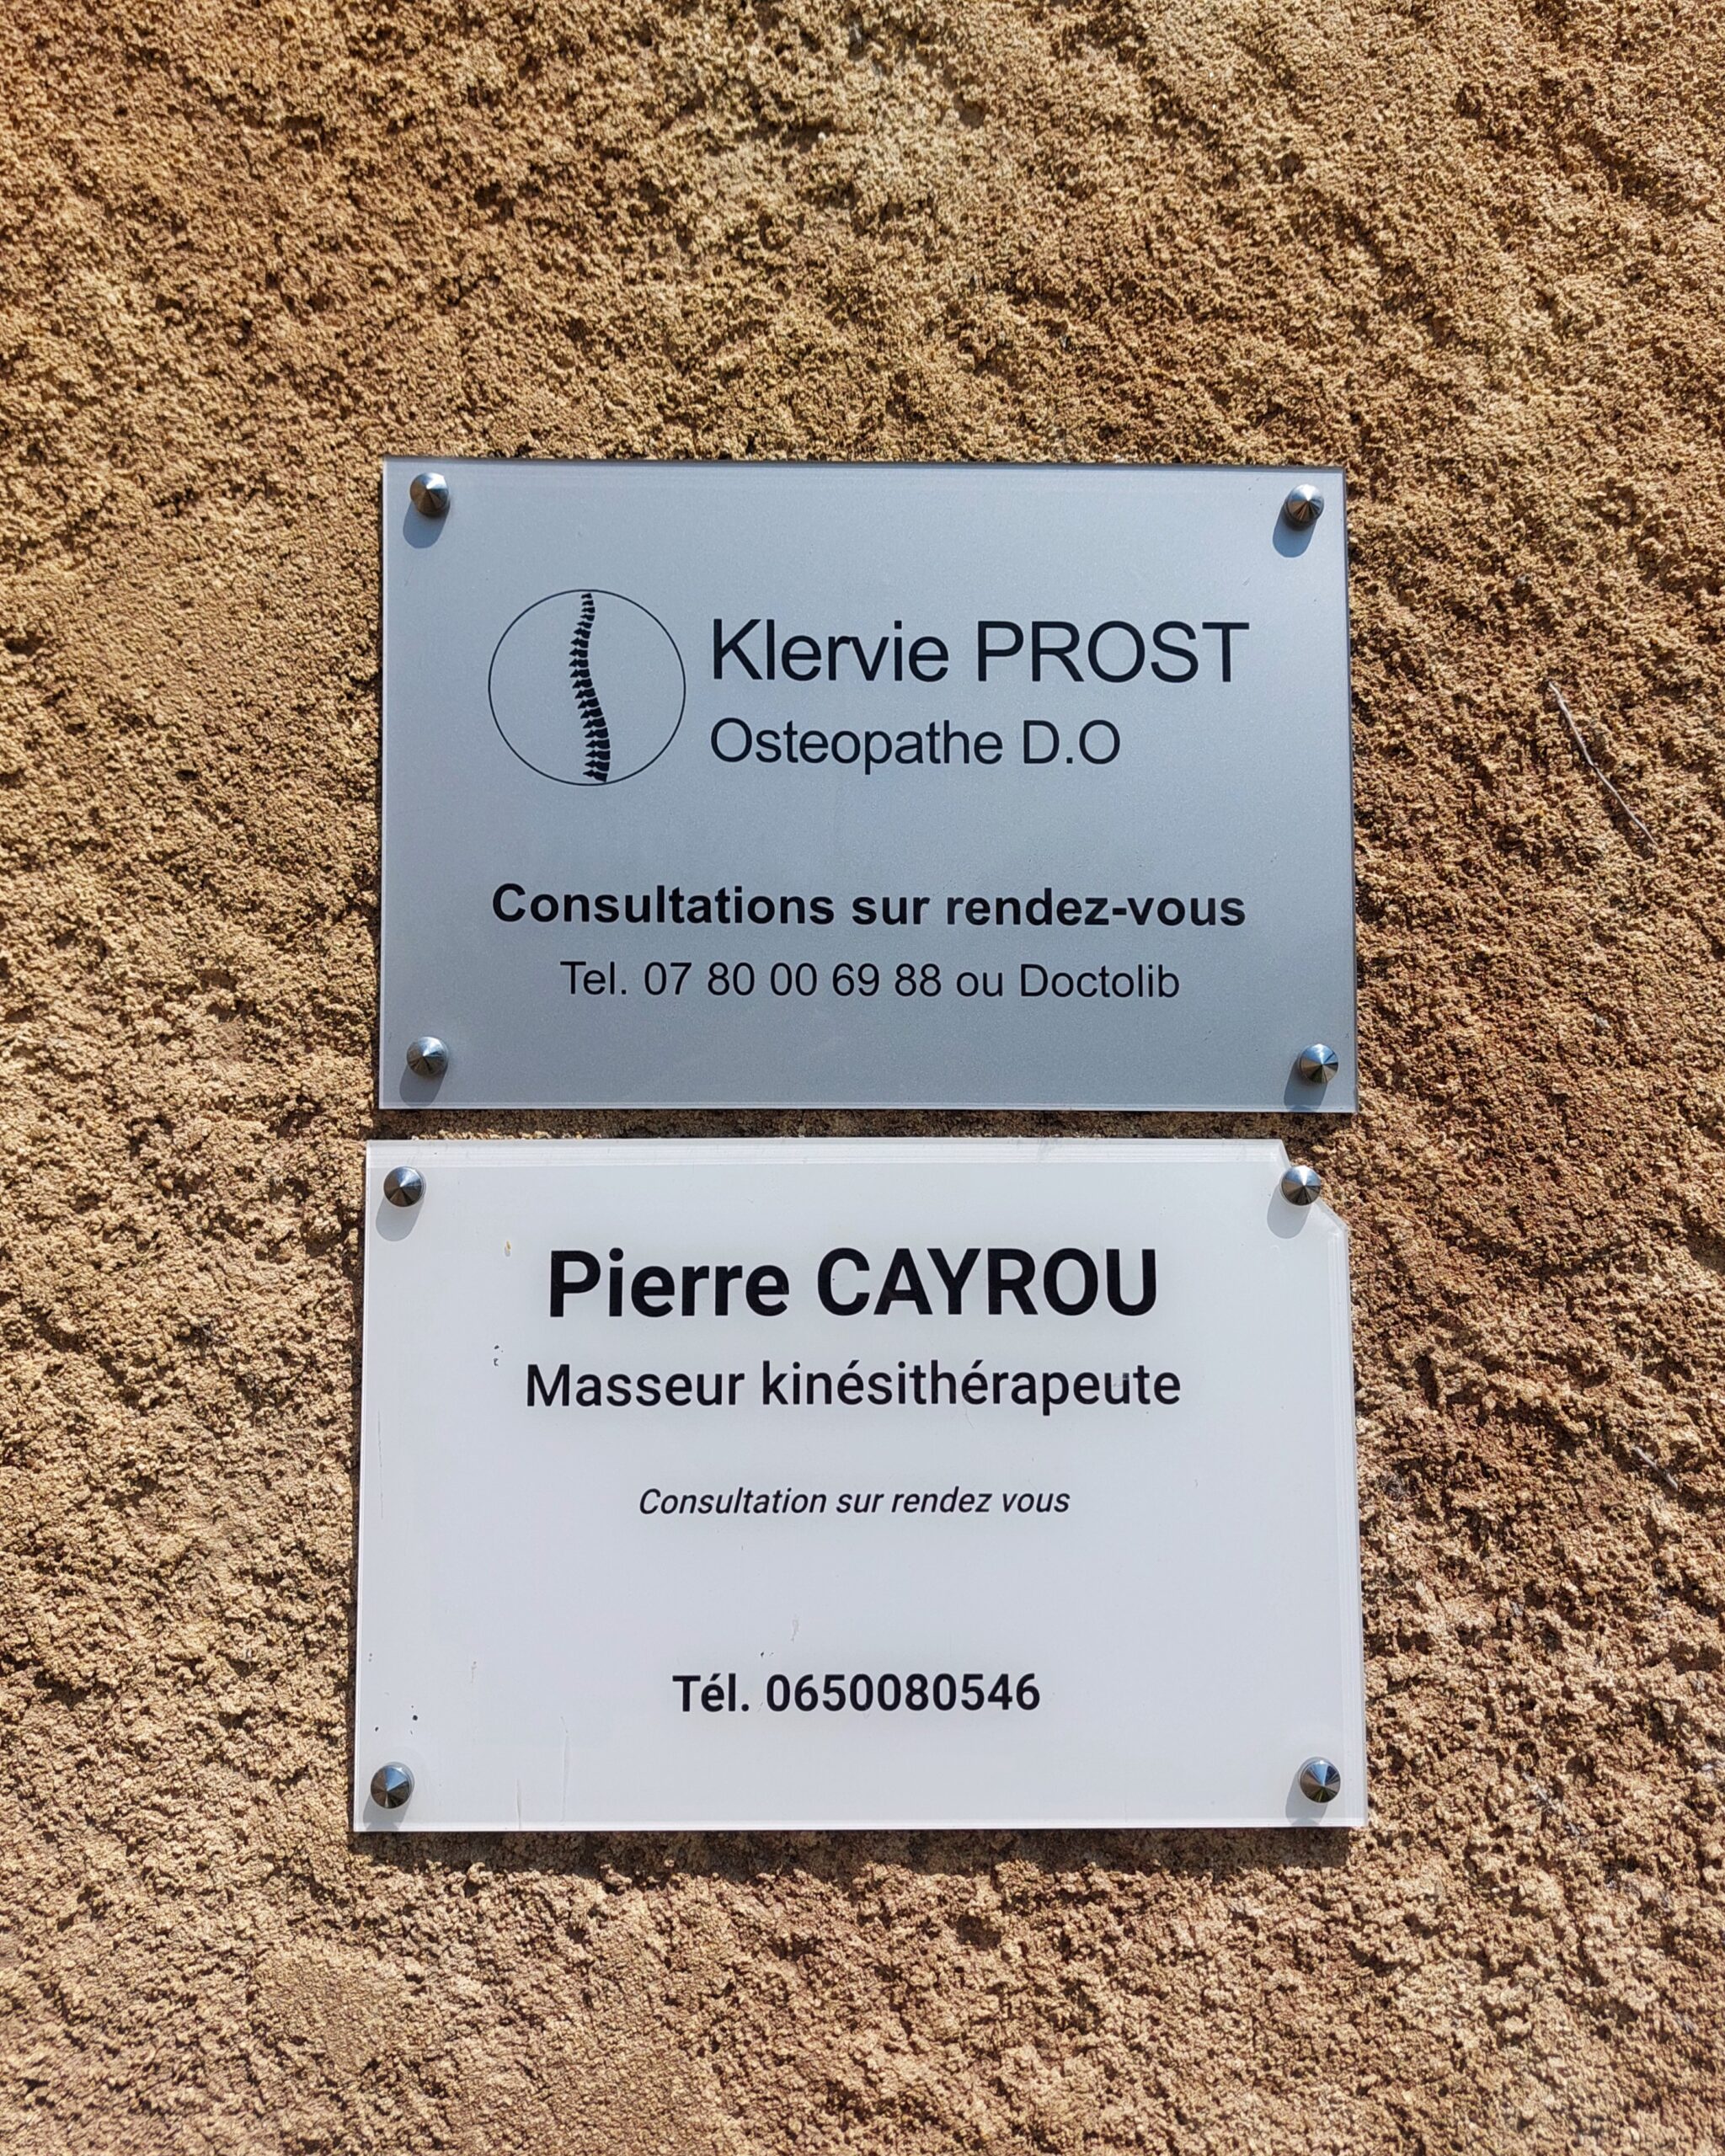 Klervie PROST
Osteopathe D.O
Consultations sur rendez-vous
Tel. 07 80 00 69 88 ou Doctolib
Pierre CAYROU
Masseur kinésithérapeute
Consultation sur rendez vous
Tél. 0650080546